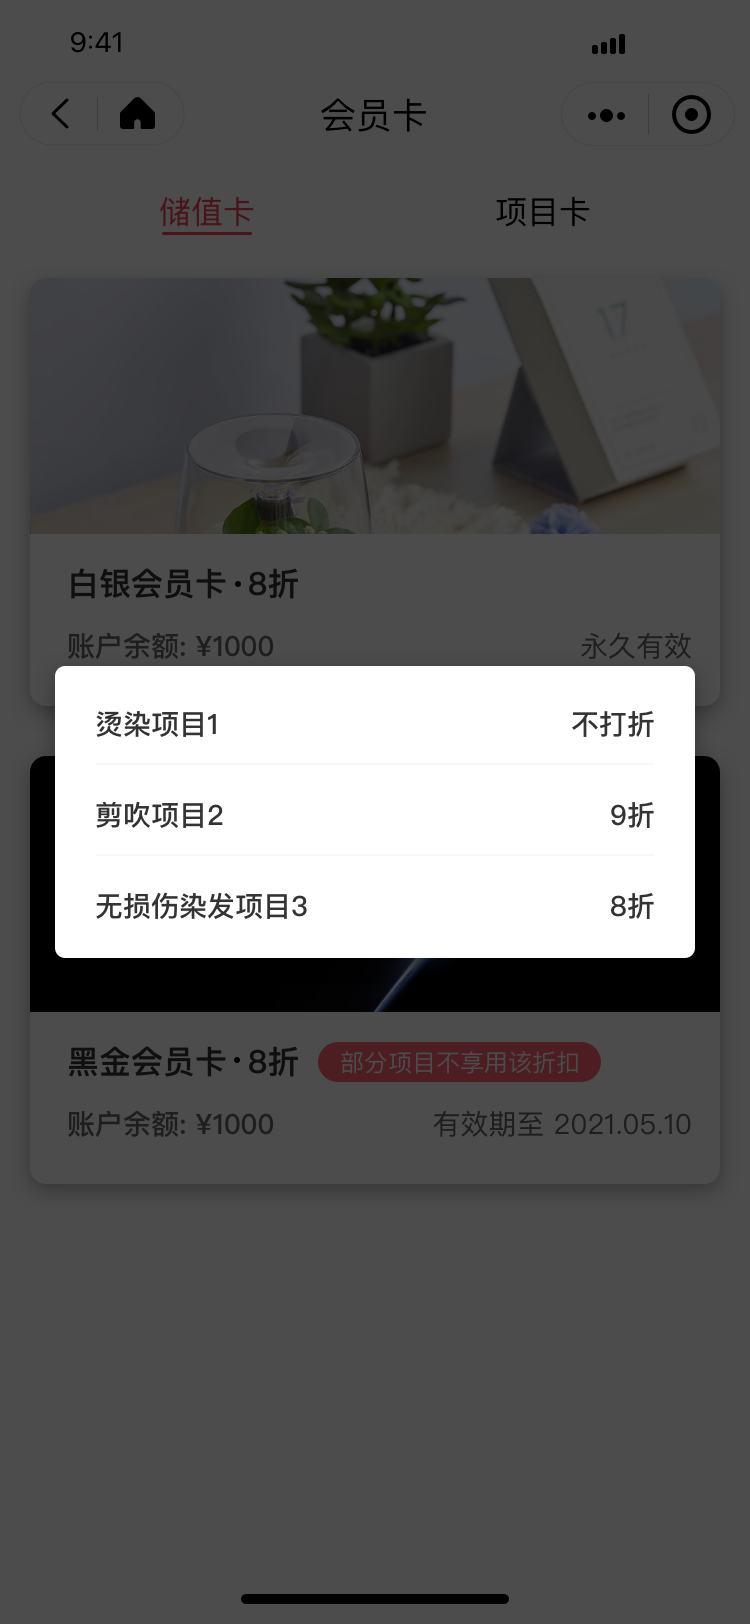 9:41
会员卡
储值卡
项目卡
17
白银会员卡·8折
账户余额: ¥1000
永久有效
烫染项目1
不打折
剪吹项目2
9折
无损伤染发项目3
8折
黑金会员卡·8折
部分项目不享用该折扣
账户余额: ¥1000
有效期至 2021.05.10